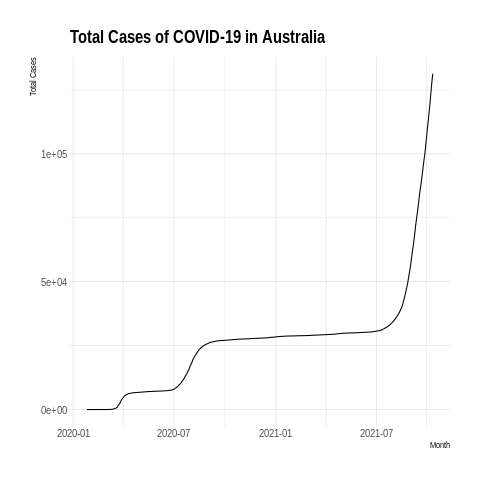 Total Cases of COVID-19 in Australia
Total Cases
1e+05
5e+04
0e+00
2020-01 2020-07 2021-01 2021-07
Month